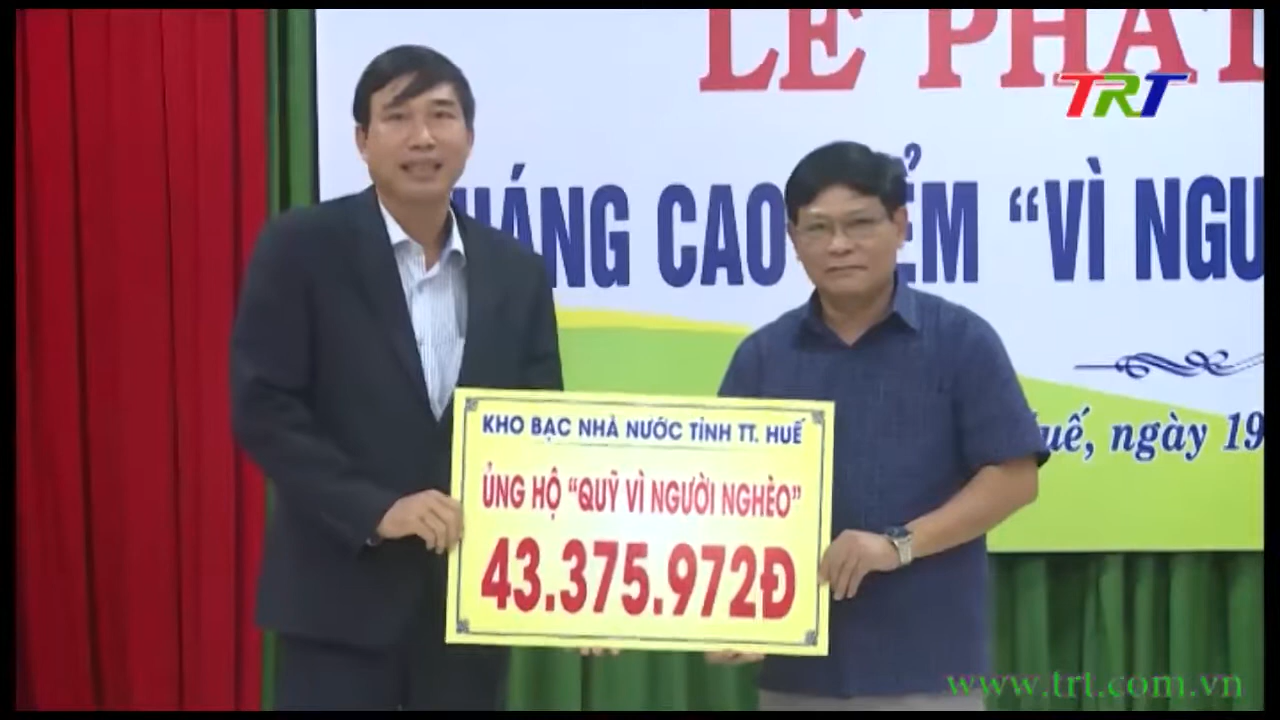 LỄ PHÁT
TRT
THÁNG CAO ĐIỂM “VÌ NGƯ
Huế, ngày 19
KHO BẠC NHÀ NƯỚC TỈNH TT. HUẾ
ỦNG HỘ “QUỸ VÌ NGƯỜI NGHÈO”
43.375.972Đ
www.trt.com.vn